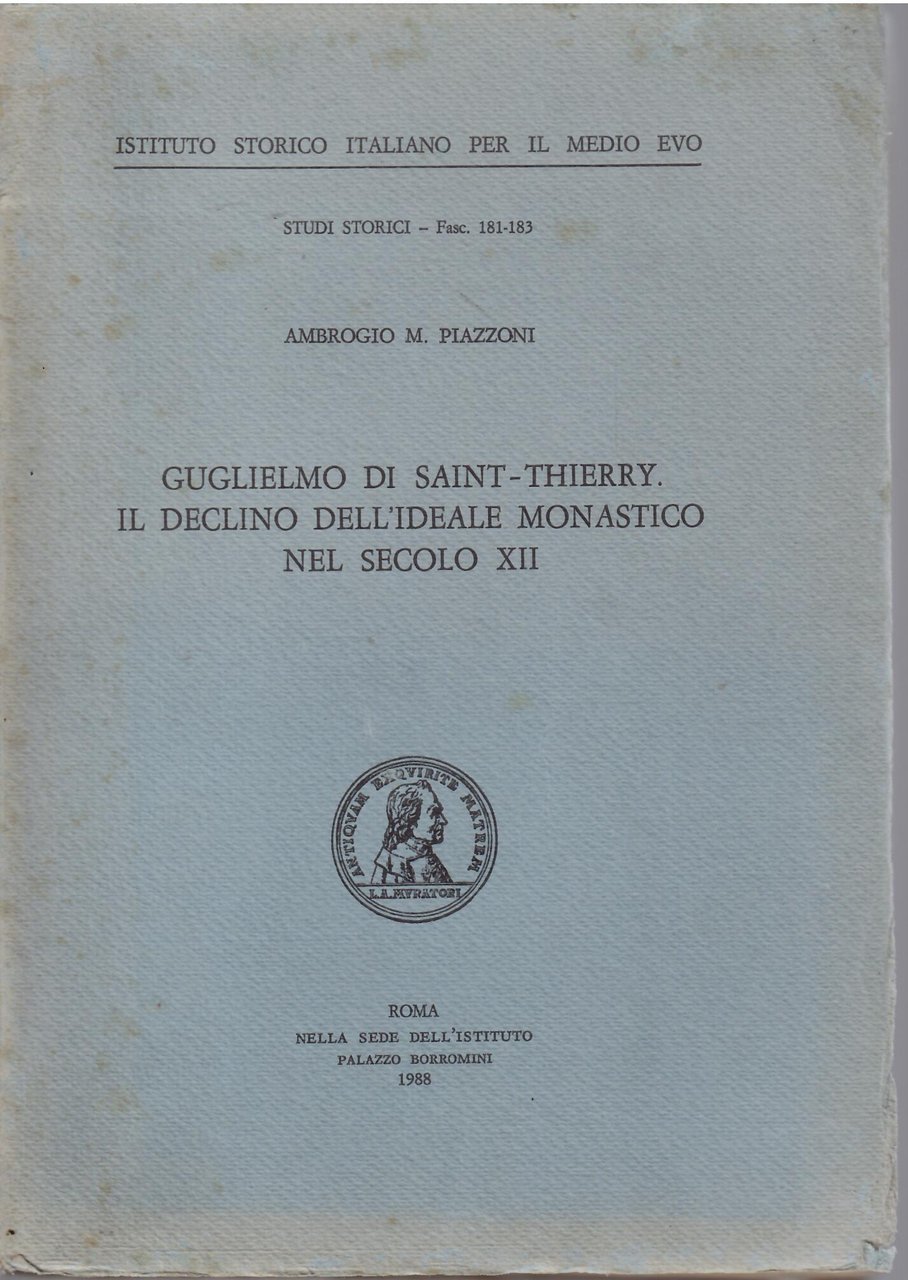 ISTITUTO STORICO ITALIANO PER IL MEDIO EVO
STUDI STORICI – Fasc. 181-183
AMBROGIO M. PIAZZONI
GUGLIELMO DI SAINT-THIERRY.
IL DECLINO DELL'IDEALE MONASTICO
NEL SECOLO XII
ANTIQVAM EXQVIRITE MATREM
L.A.MVRATORI
ROMA
NELLA SEDE DELL'ISTITUTO
PALAZZO BORROMINI
1988